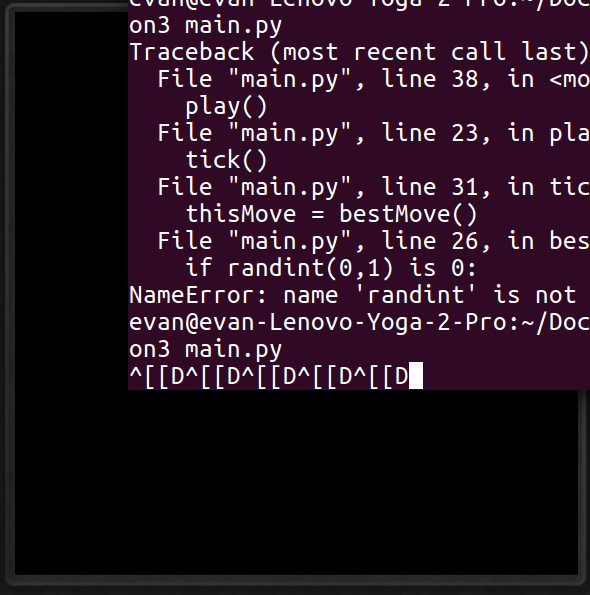 evan@evan-Lenovo-Yoga-2-Pro:~/Doc
on3 main.py
Traceback (most recent call last)
  File "main.py", line 38, in <mo
    play()
  File "main.py", line 23, in pla
    tick()
  File "main.py", line 31, in tic
    thisMove = bestMove()
  File "main.py", line 26, in bes
    if randint(0,1) is 0:
NameError: name 'randint' is not
evan@evan-Lenovo-Yoga-2-Pro:~/Doc
on3 main.py
^[[D^[[D^[[D^[[D^[[D